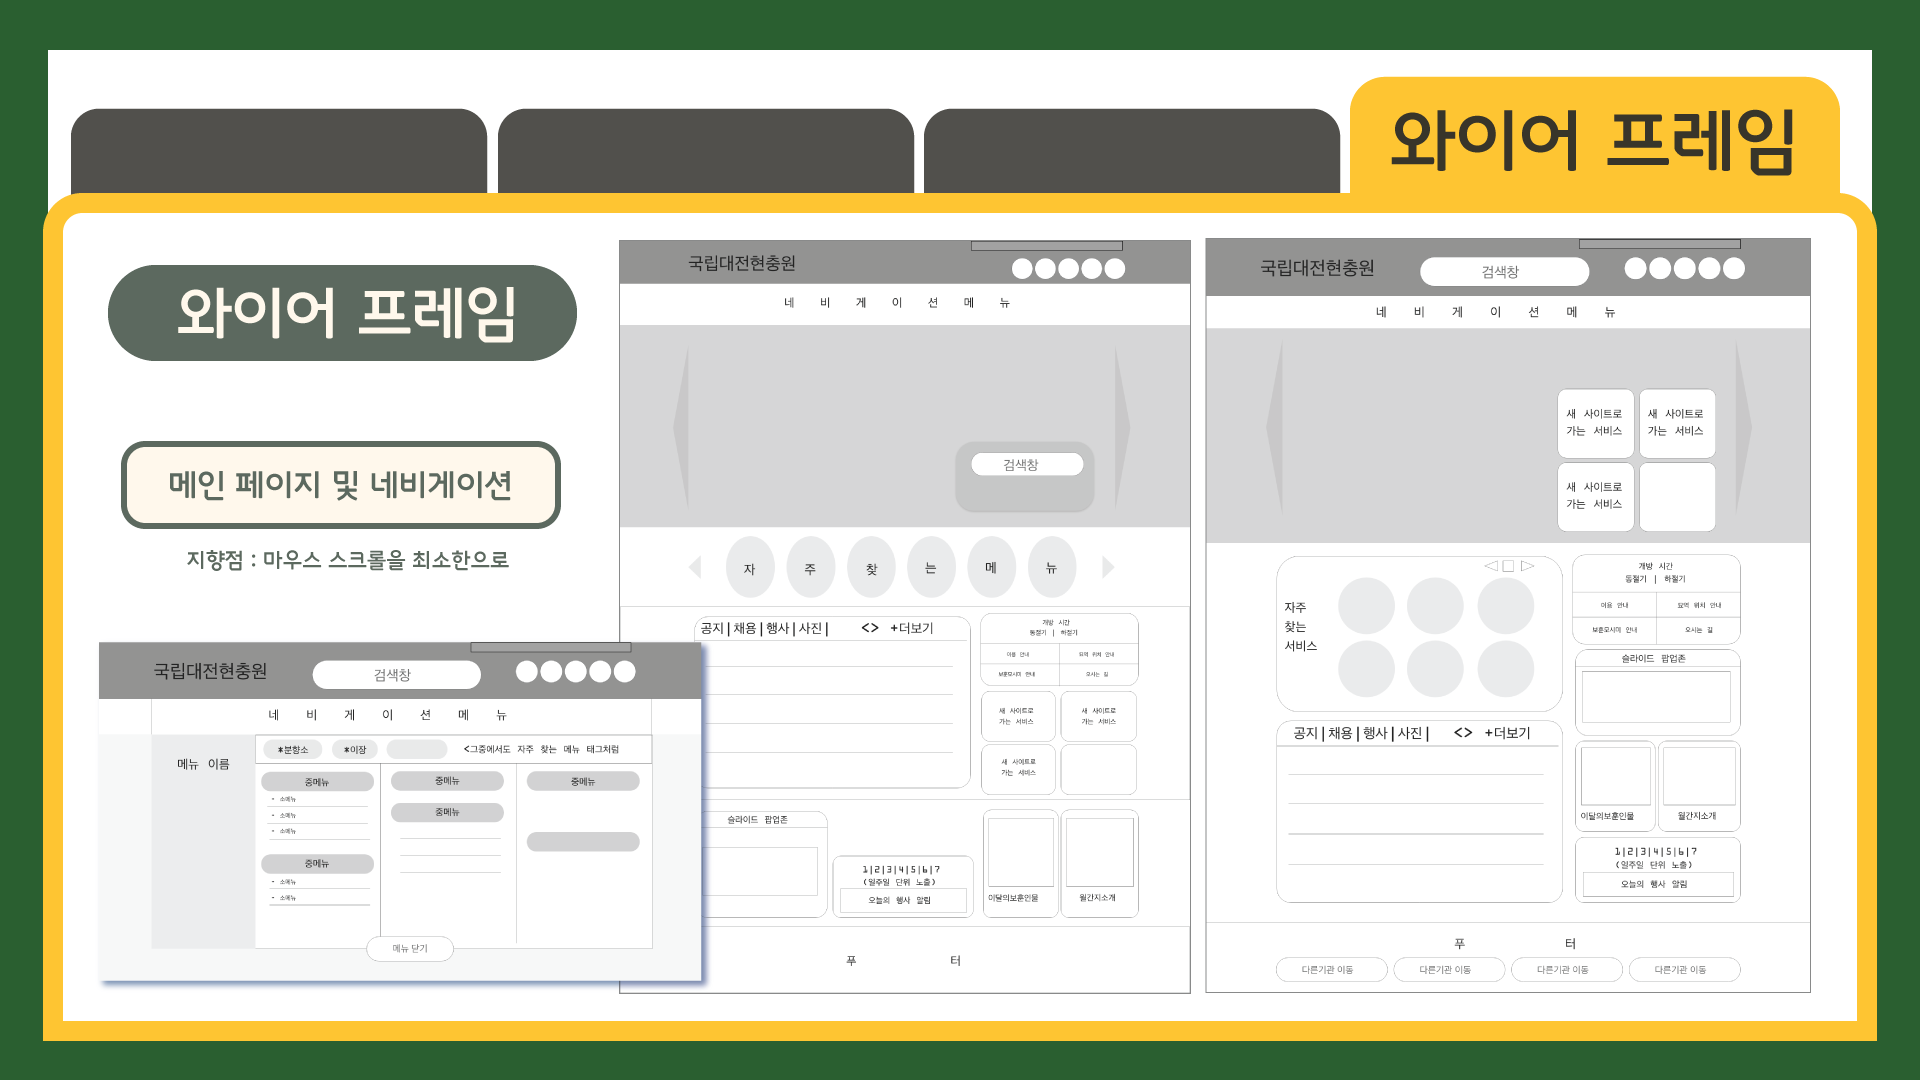 와이어 프레임
와이어 프레임
메인 페이지 및 네비게이션
지향점 : 마우스 스크롤을 최소한으로
국립대전현충원
검색창
네 비 게 이 션 메 뉴
메뉴 이름
*분향소
*이장
<그중에서도 자주 찾는 메뉴 태그처럼
중메뉴
• 소메뉴
• 소메뉴
• 소메뉴
중메뉴
• 소메뉴
• 소메뉴
중메뉴
중메뉴
중메뉴
메뉴 닫기
국립대전현충원
네 비 게 이 션 메 뉴
검색창
자 주 찾 는 메 뉴
공지|채용|행사|사진| <> +더보기
개방 시간
동절기 | 하절기
이용 안내
묘역 위치 안내
보훈모시미 안내
오시는 길
새 사이트로
가는 서비스
새 사이트로
가는 서비스
새 사이트로
가는 서비스
슬라이드 팝업존
1|2|3|4|5|6|7
(일주일 단위 노출)
오늘의 행사 알림
이달의보훈인물
월간지소개
푸 터
국립대전현충원
검색창
네 비 게 이 션 메 뉴
새 사이트로
가는 서비스
새 사이트로
가는 서비스
새 사이트로
가는 서비스
자주
찾는
서비스
개방 시간
동절기 | 하절기
이용 안내
묘역 위치 안내
보훈모시미 안내
오시는 길
슬라이드 팝업존
공지|채용|행사|사진| <> +더보기
이달의보훈인물
월간지소개
1|2|3|4|5|6|7
(일주일 단위 노출)
오늘의 행사 알림
푸 터
다른기관 이동
다른기관 이동
다른기관 이동
다른기관 이동